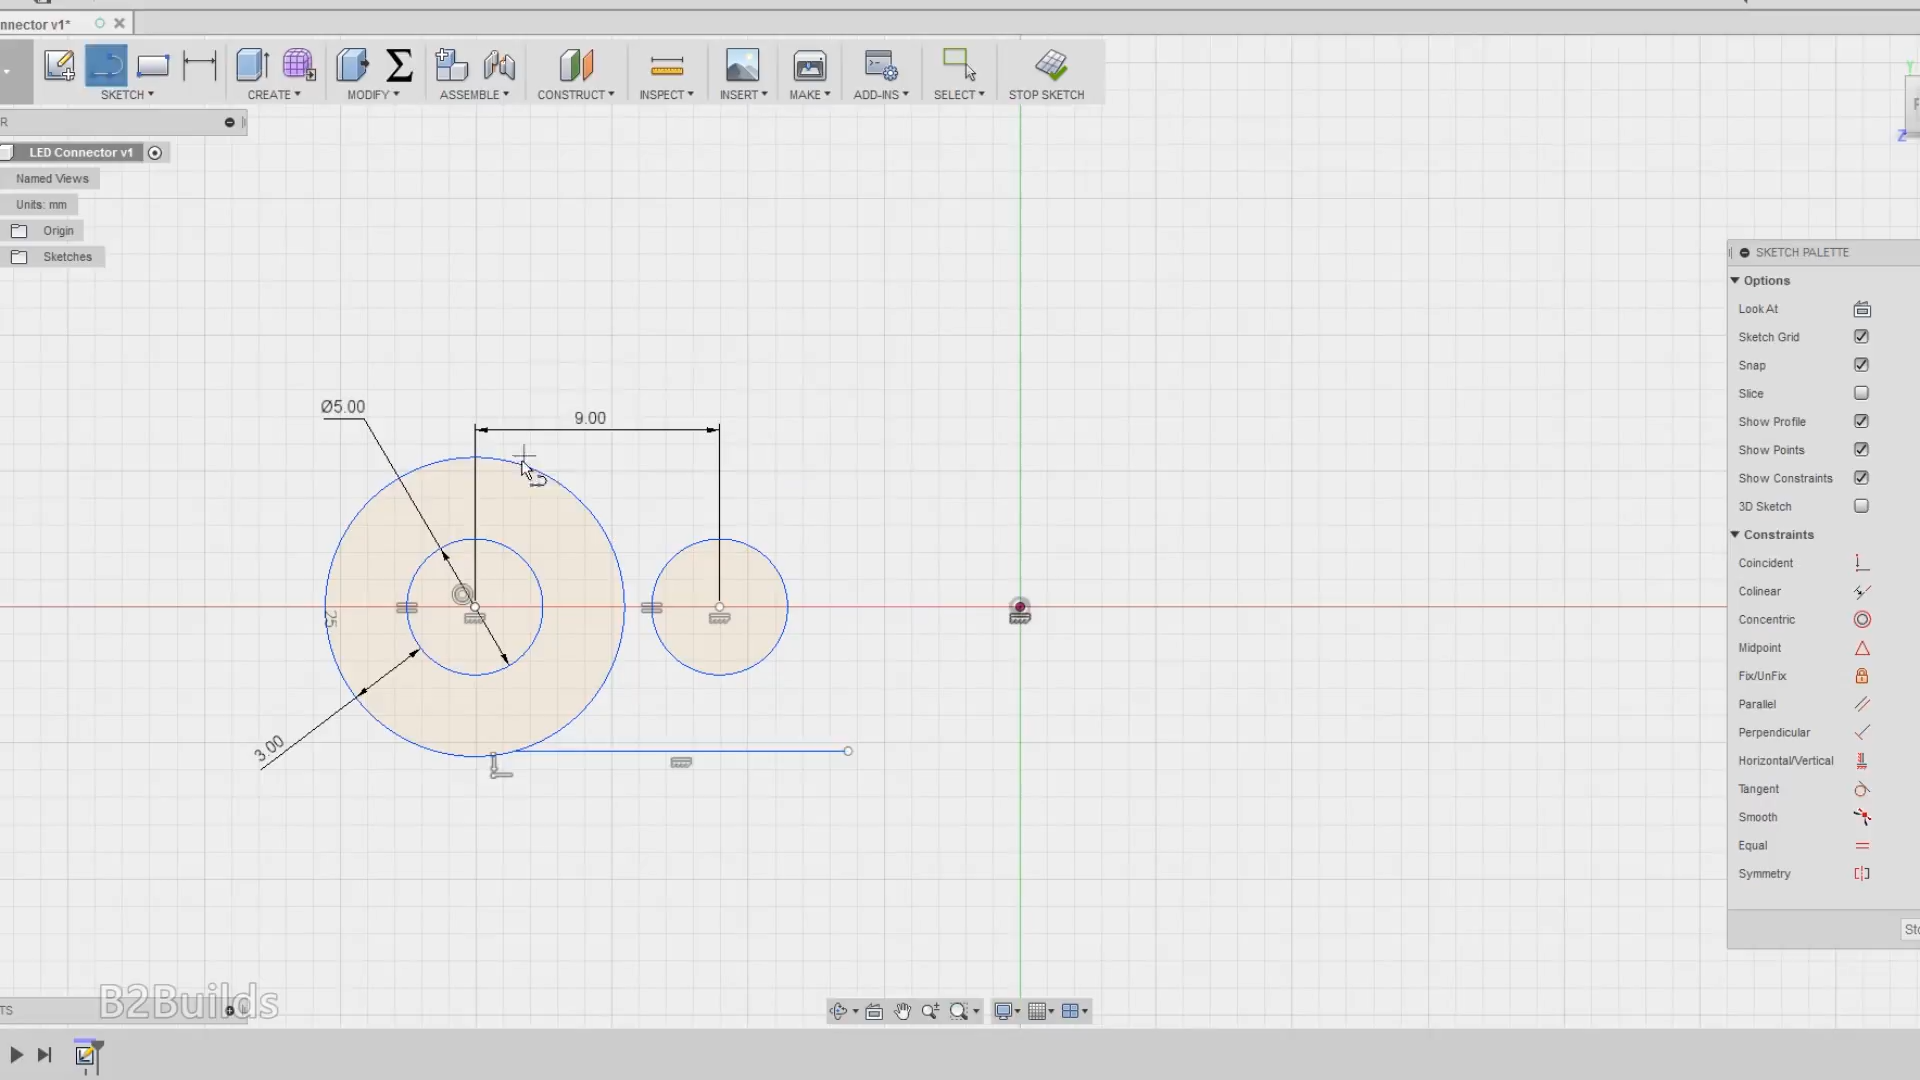 nnector v1*
SKETCH
CREATE
MODIFY
ASSEMBLE
CONSTRUCT
INSPECT
INSERT
MAKE
ADD-INS
SELECT
STOP SKETCH
R
LED Connector v1
Named Views
Units: mm
Origin
Sketches
SKETCH PALETTE
Options
Look At
Sketch Grid
Snap
Slice
Show Profile
Show Points
Show Constraints
3D Sketch
Constraints
Coincident
Colinear
Concentric
Midpoint
Fix/UnFix
Parallel
Perpendicular
Horizontal/Vertical
Tangent
Smooth
Equal
Symmetry
Sto
Ø5.00
9.00
25
3.00
Y
Z
TS
B2Builds